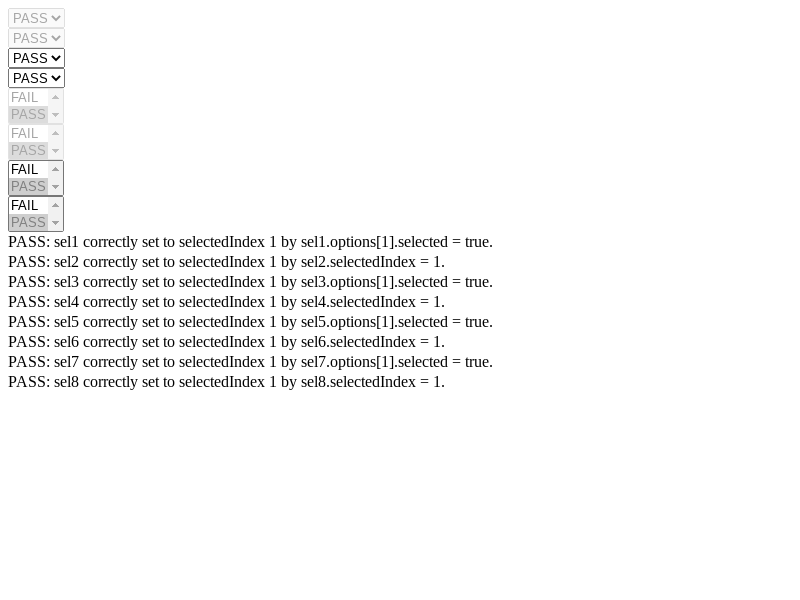 PASS
PASS
PASS
PASS
FAIL
PASS
FAIL
PASS
FAIL
PASS
FAIL
PASS
PASS: sel1 correctly set to selectedIndex 1 by sel1.options[1].selected = true.
PASS: sel2 correctly set to selectedIndex 1 by sel2.selectedIndex = 1.
PASS: sel3 correctly set to selectedIndex 1 by sel3.options[1].selected = true.
PASS: sel4 correctly set to selectedIndex 1 by sel4.selectedIndex = 1.
PASS: sel5 correctly set to selectedIndex 1 by sel5.options[1].selected = true.
PASS: sel6 correctly set to selectedIndex 1 by sel6.selectedIndex = 1.
PASS: sel7 correctly set to selectedIndex 1 by sel7.options[1].selected = true.
PASS: sel8 correctly set to selectedIndex 1 by sel8.selectedIndex = 1.